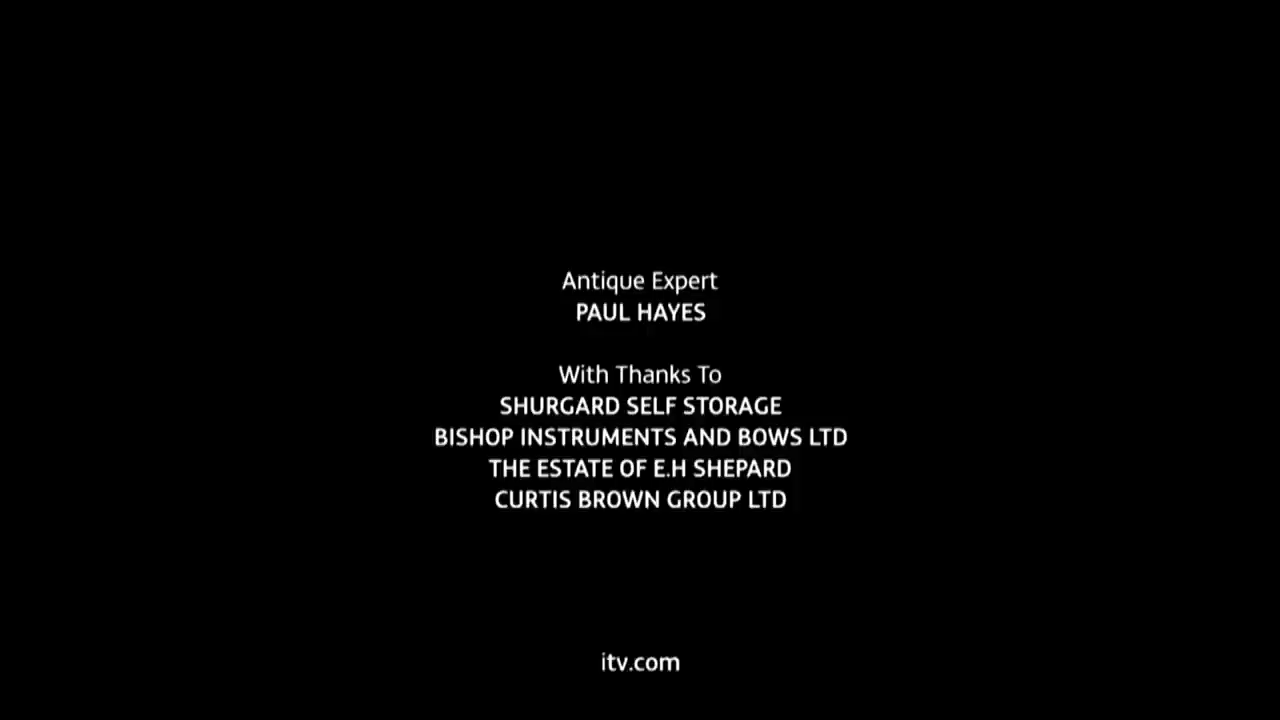 Antique Expert
PAUL HAYES
With Thanks To
SHURGARD SELF STORAGE
BISHOP INSTRUMENTS AND BOWS LTD
THE ESTATE OF E.H SHEPARD
CURTIS BROWN GROUP LTD
itv.com